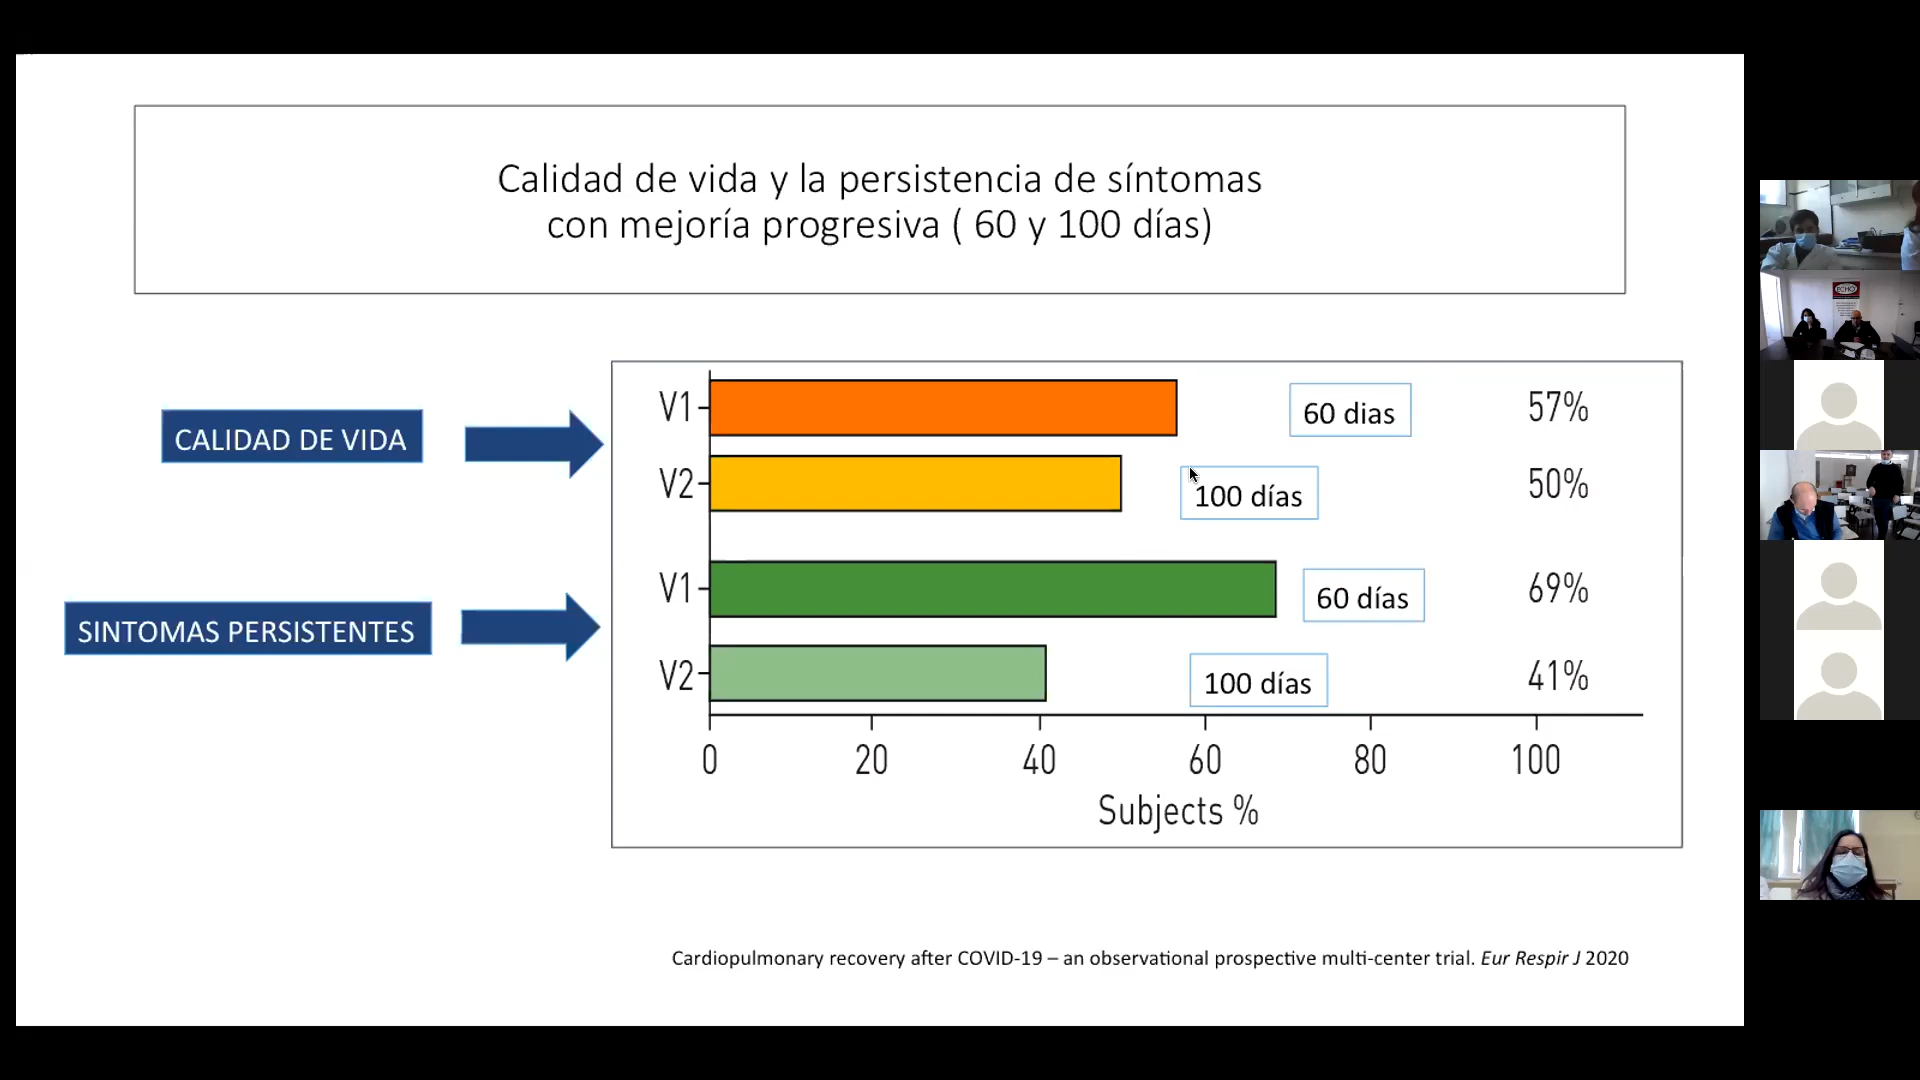 Calidad de vida y la persistencia de síntomas
con mejoría progresiva ( 60 y 100 días)
CALIDAD DE VIDA
V1 60 dias 57%
V2 100 días 50%
SINTOMAS PERSISTENTES
V1 60 días 69%
V2 100 días 41%
0 20 40 60 80 100
Subjects %
Cardiopulmonary recovery after COVID-19 – an observational prospective multi-center trial. Eur Respir J 2020
ECHO